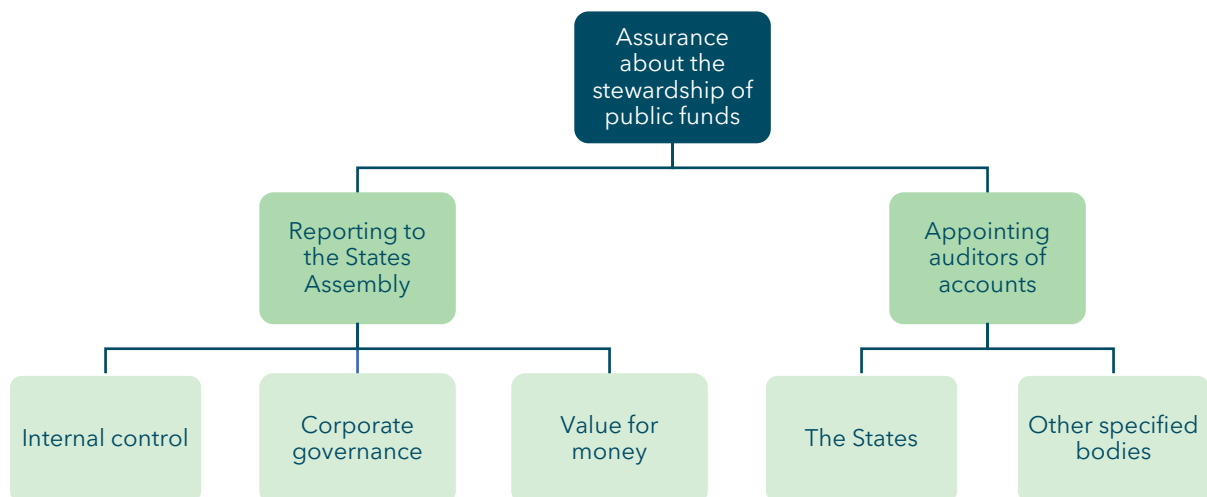 Assurance
about the
stewardship of
public funds
Reporting to
the States
Assembly
Appointing
auditors of
accounts
Internal control
Corporate
governance
Value for
money
The States
Other specified
bodies